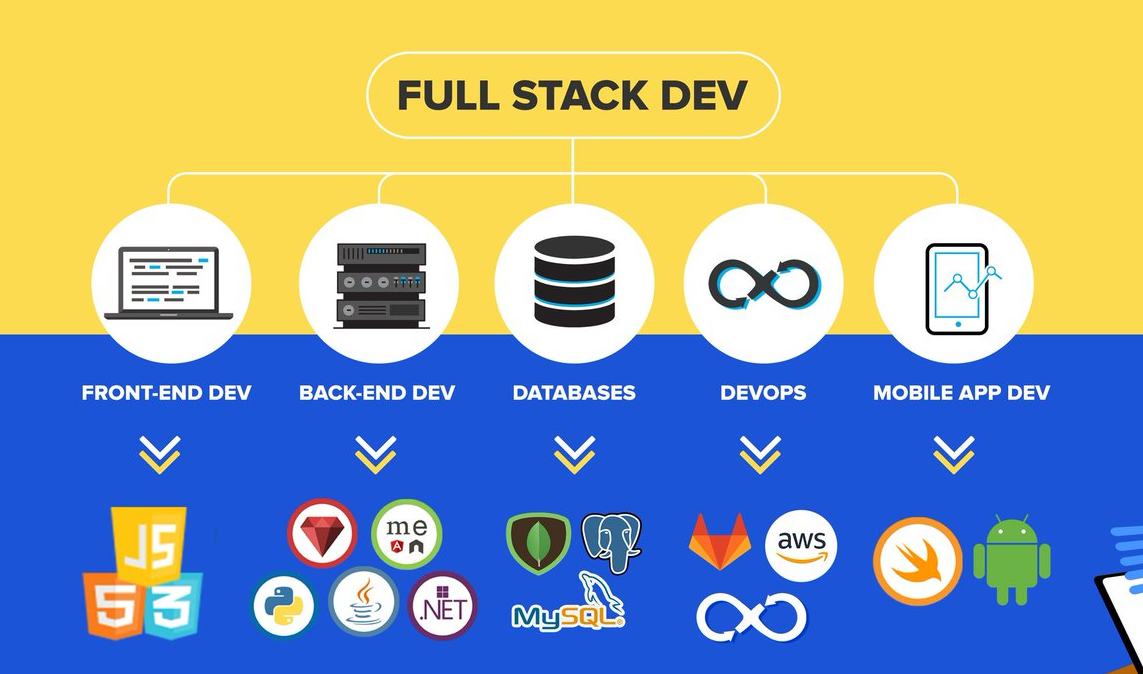 FULL STACK DEV
FRONT-END DEV
BACK-END DEV
DATABASES
DEVOPS
MOBILE APP DEV
JS
5
3
me
A
.NET
aws
MySQL